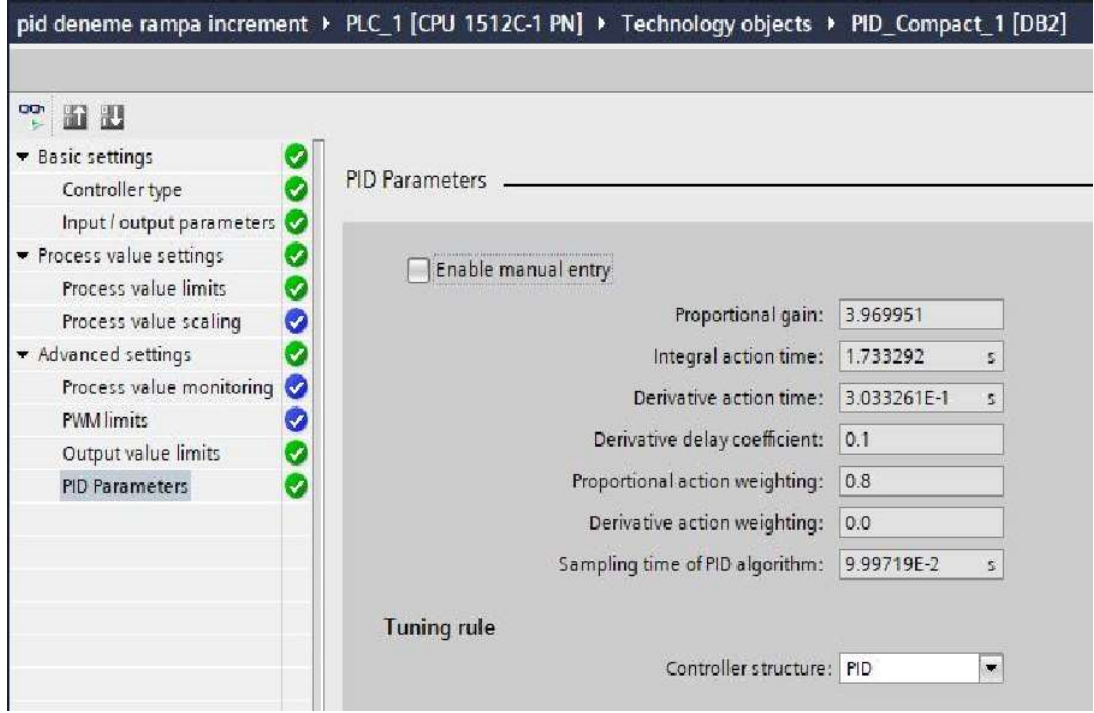 pid deneme rampa increment ▸ PLC_1 [CPU 1512C-1 PN] ▸ Technology objects ▸ PID_Compact_1 [DB2]
Basic settings
Controller type
Input / output parameters
Process value settings
Process value limits
Process value scaling
Advanced settings
Process value monitoring
PWM limits
Output value limits
PID Parameters
PID Parameters
Enable manual entry
Proportional gain: 3.969951
Integral action time: 1.733292 s
Derivative action time: 3.033261E-1 s
Derivative delay coefficient: 0.1
Proportional action weighting: 0.8
Derivative action weighting: 0.0
Sampling time of PID algorithm: 9.99719E-2 s
Tuning rule
Controller structure: PID